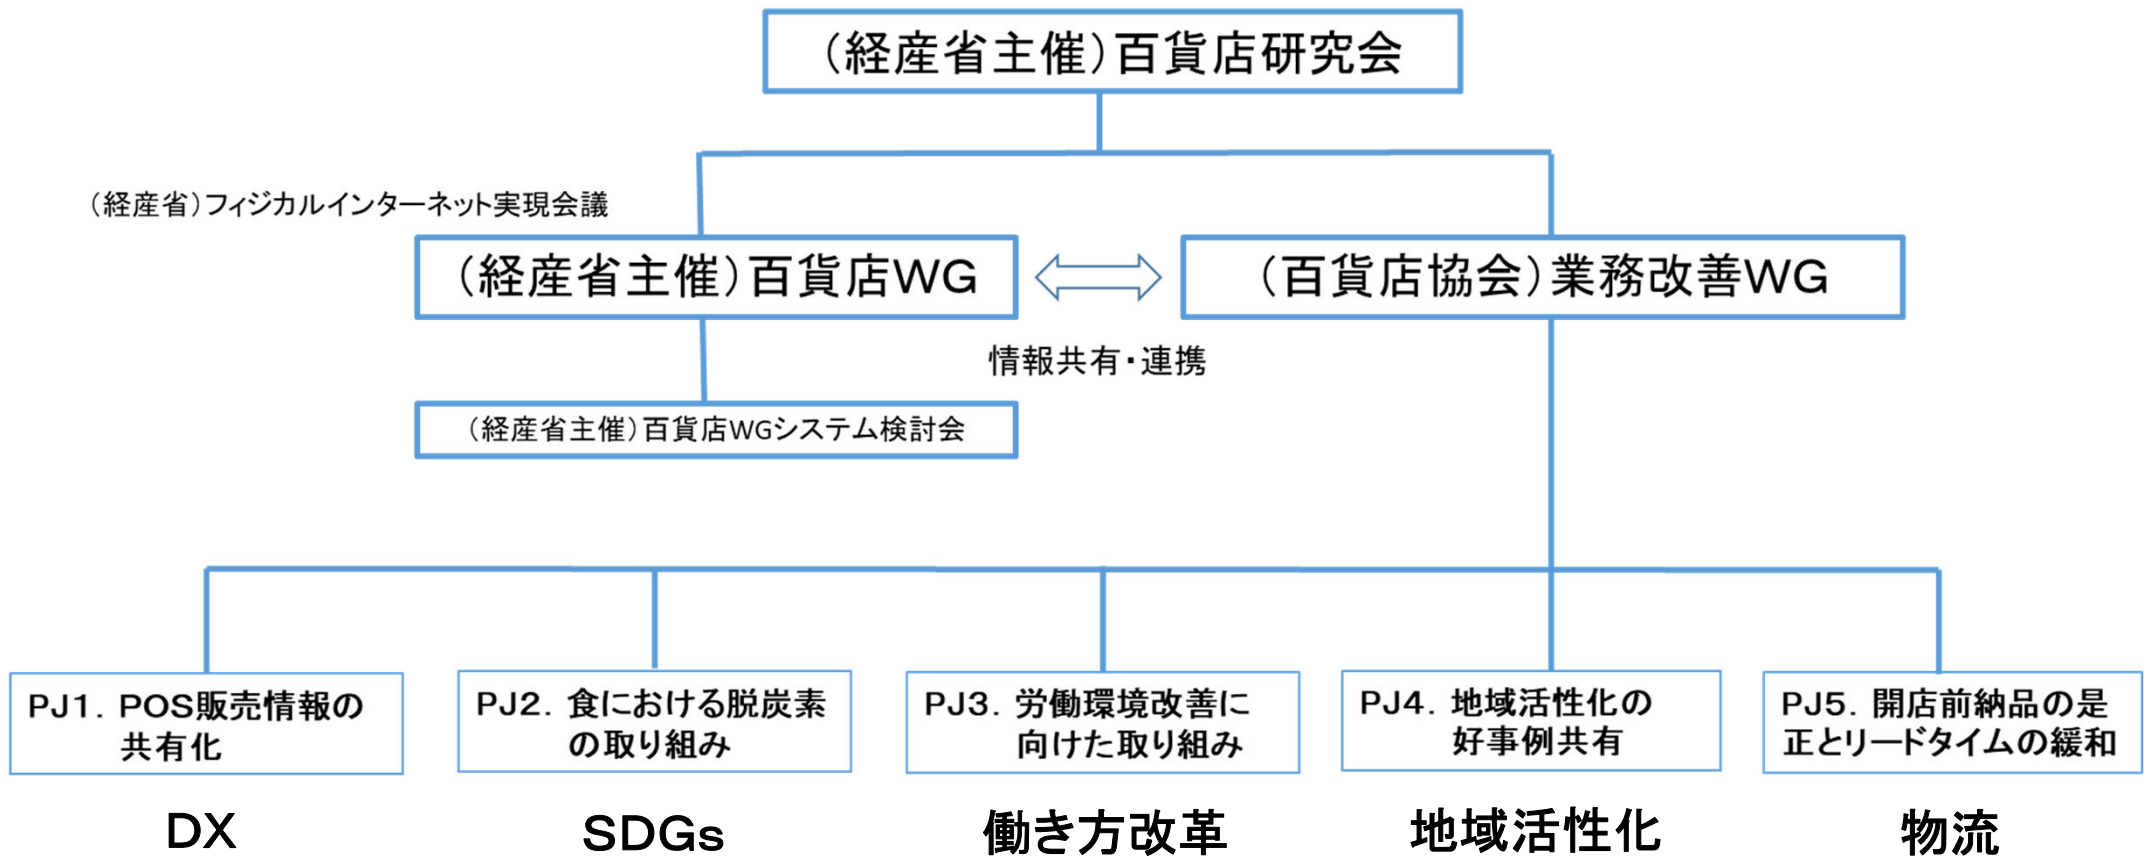 （経産省主催）百貨店研究会
（経産省）フィジカルインターネット実現会議
（経産省主催）百貨店WG
（百貨店協会）業務改善WG
情報共有・連携
（経産省主催）百貨店WGシステム検討会
PJ1．POS販売情報の
共有化
PJ2．食における脱炭素
の取り組み
PJ3．労働環境改善に
向けた取り組み
PJ4．地域活性化の
好事例共有
PJ5．開店前納品の是
正とリードタイムの緩和
DX
SDGs
働き方改革
地域活性化
物流